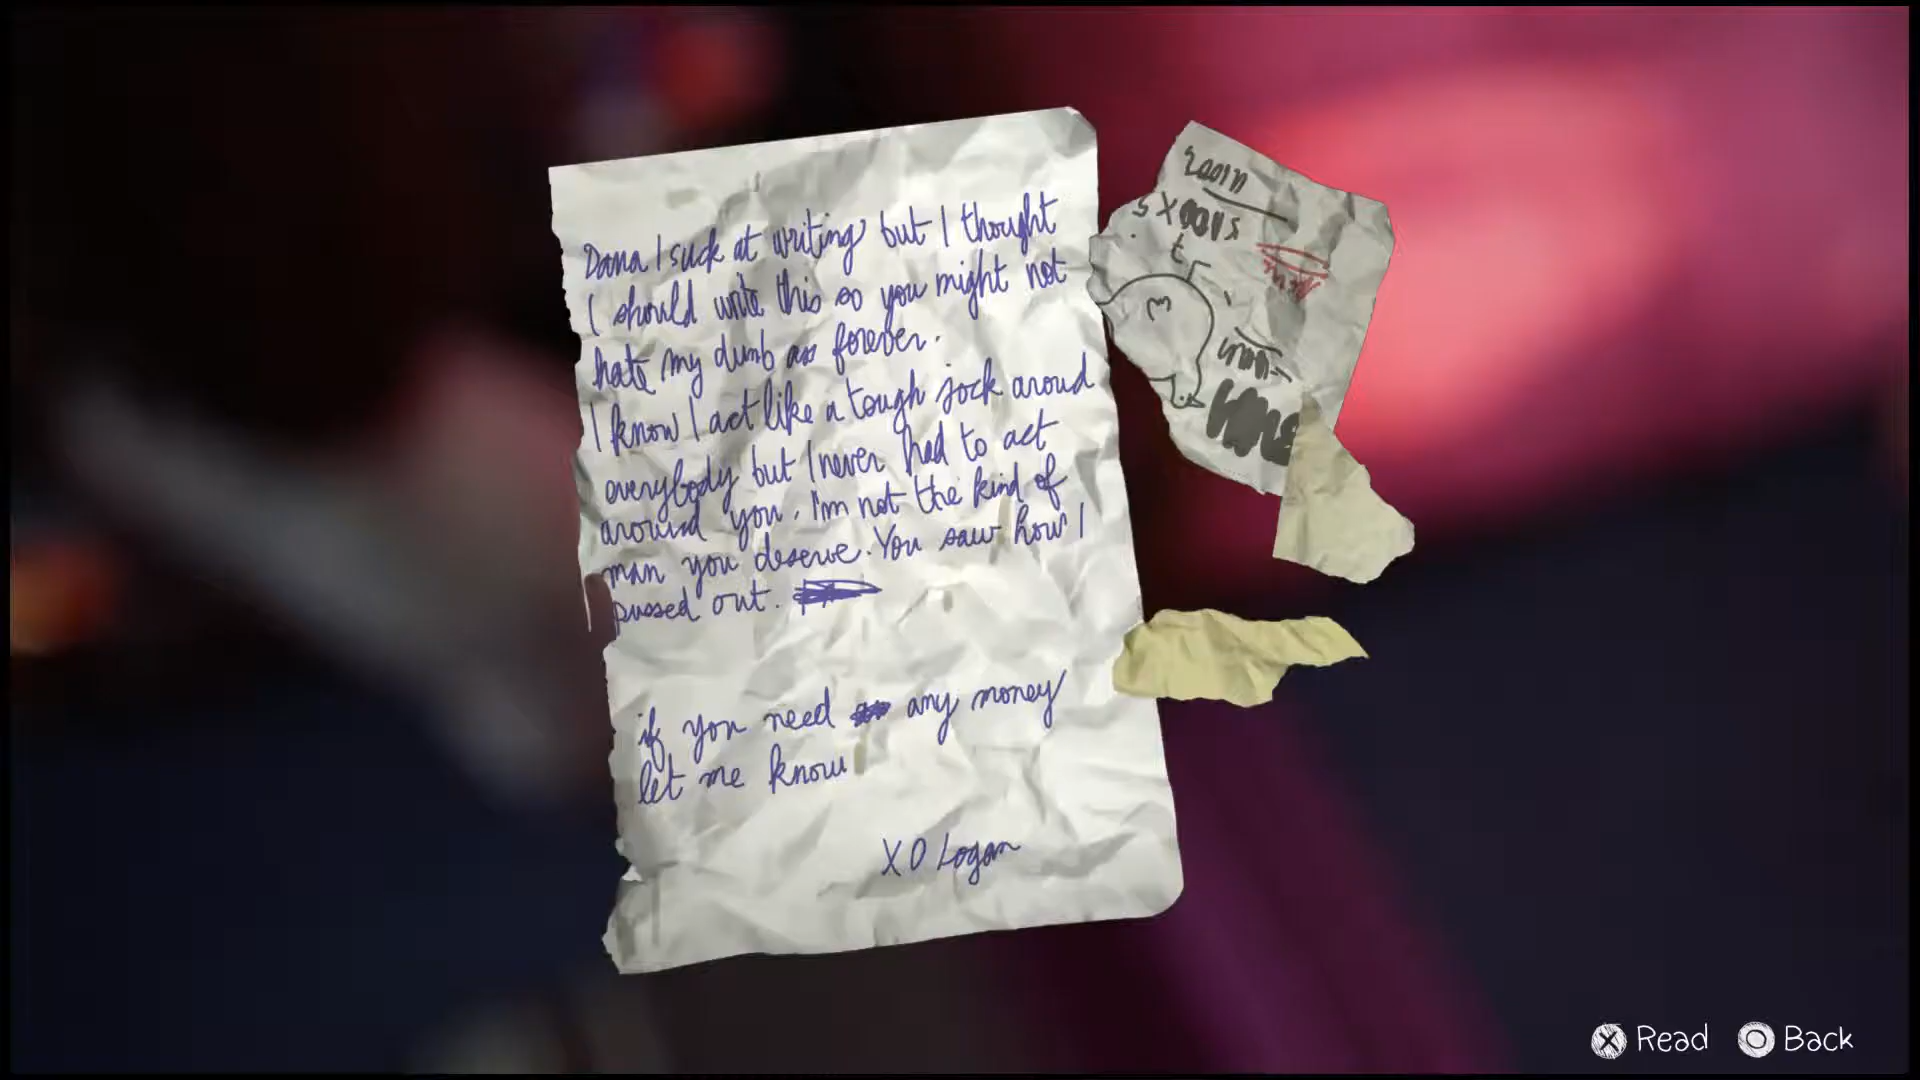 Dana I suck at writing but I thought
I should write this so you might not
hate my dumb ass forever.
I know I act like a tough jock aroud
everybody but I never had to act
around you. I'm not the kind of
man you deserve. You saw how I
pussed out.
if you need any money
let me know
XO Logan
Read
Back